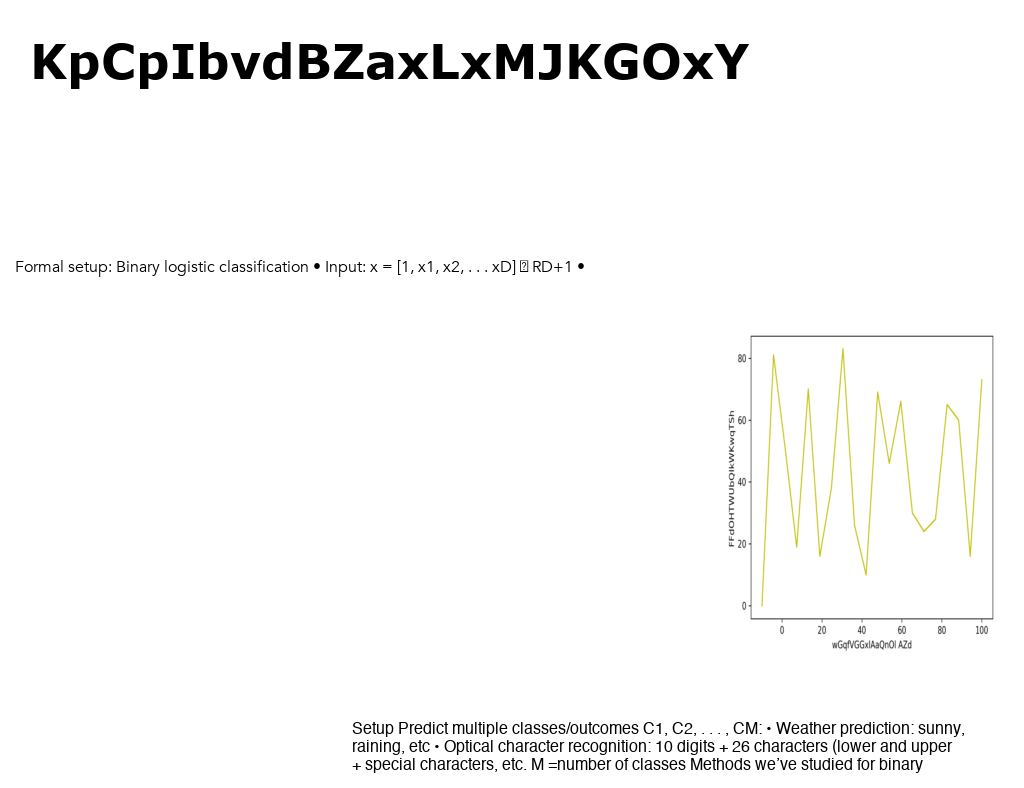 KpCpIbvdBZaxLxMJKGOxY
Formal setup: Binary logistic classification • Input: x = [1, x1, x2, . . . xD] RD+1 •
80
60
40
20
0
0 20 40 60 80 100
Setup Predict multiple classes/outcomes C1, C2, . . . , CM: • Weather prediction: sunny,
raining, etc • Optical character recognition: 10 digits + 26 characters (lower and upper
+ special characters, etc. M =number of classes Methods we’ve studied for binary